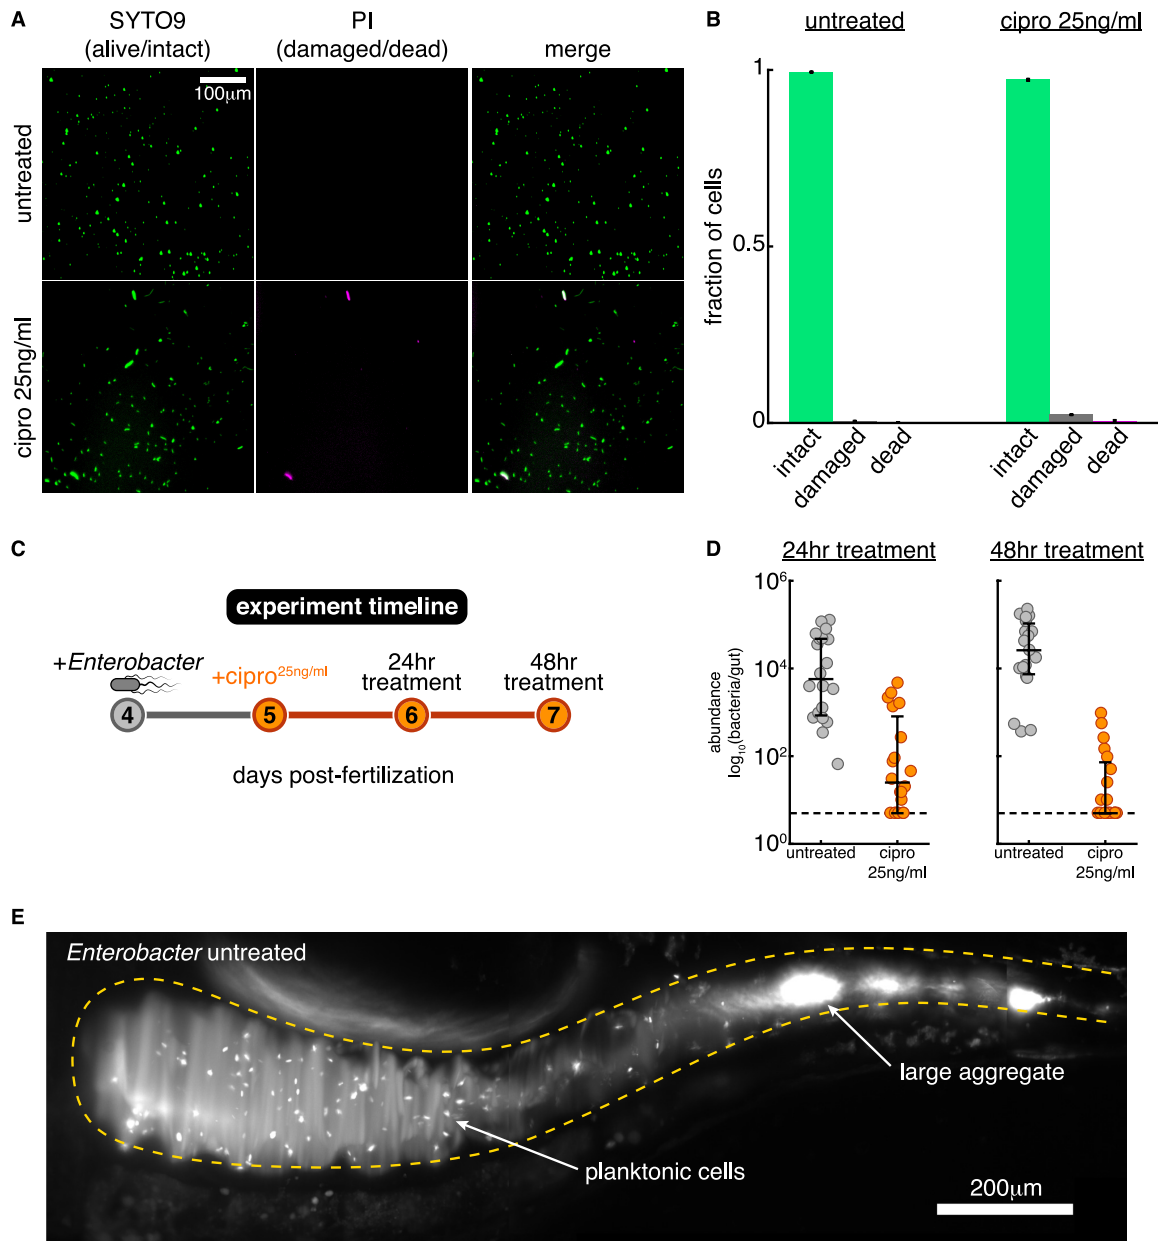 A
SYTO9
(alive/intact)
PI
(damaged/dead)
merge
100μm
untreated
cipro 25ng/ml
B
untreated
cipro 25ng/ml
fraction of cells
1
0.5
0
intact
damaged
dead
intact
damaged
dead
C
experiment timeline
+Enterobacter
+cipro25ng/ml
24hr
treatment
48hr
treatment
4
5
6
7
days post-fertilization
D
24hr treatment
48hr treatment
abundance
log10(bacteria/gut)
10^6
10^4
10^2
10^0
untreated
cipro
25ng/ml
untreated
cipro
25ng/ml
E
Enterobacter untreated
large aggregate
planktonic cells
200μm